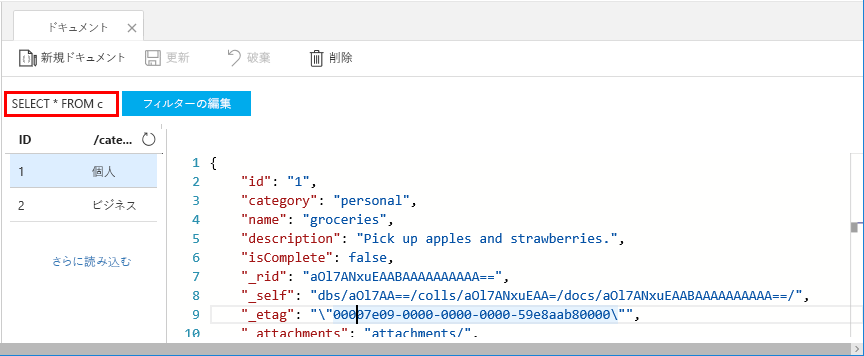 ドキュメント ×
新規ドキュメント 更新 破棄 削除
SELECT * FROM c フィルターの編集
ID /cate...
1 個人
2 ビジネス
さらに読み込む
1 {
2 "id": "1",
3 "category": "personal",
4 "name": "groceries",
5 "description": "Pick up apples and strawberries.",
6 "isComplete": false,
7 "_rid": "aOl7ANxuEAABAAAAAAAAAA==",
8 "_self": "dbs/aOl7AA==/colls/aOl7ANxuEAA=/docs/aOl7ANxuEAABAAAAAAAAAA==/",
9 "_etag": "\"00007e09-0000-0000-0000-59e8aab80000\"",
10 "_attachments": "attachments/",